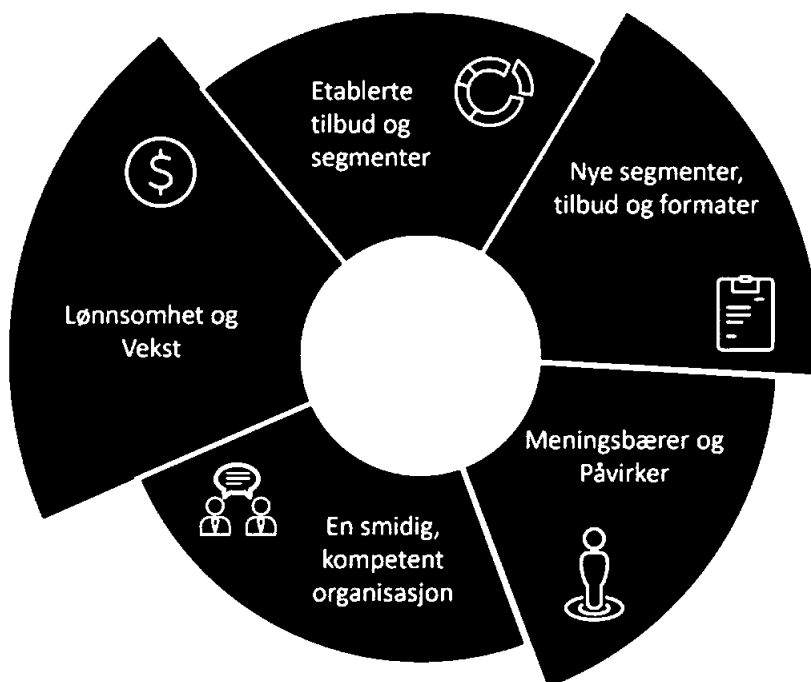 Etablerte
tilbud og
segmenter
Nye segmenter,
tilbud og formater
Meningsbærer og
Påvirker
En smidig,
kompetent
organisasjon
Lønnsomhet og
Vekst
$